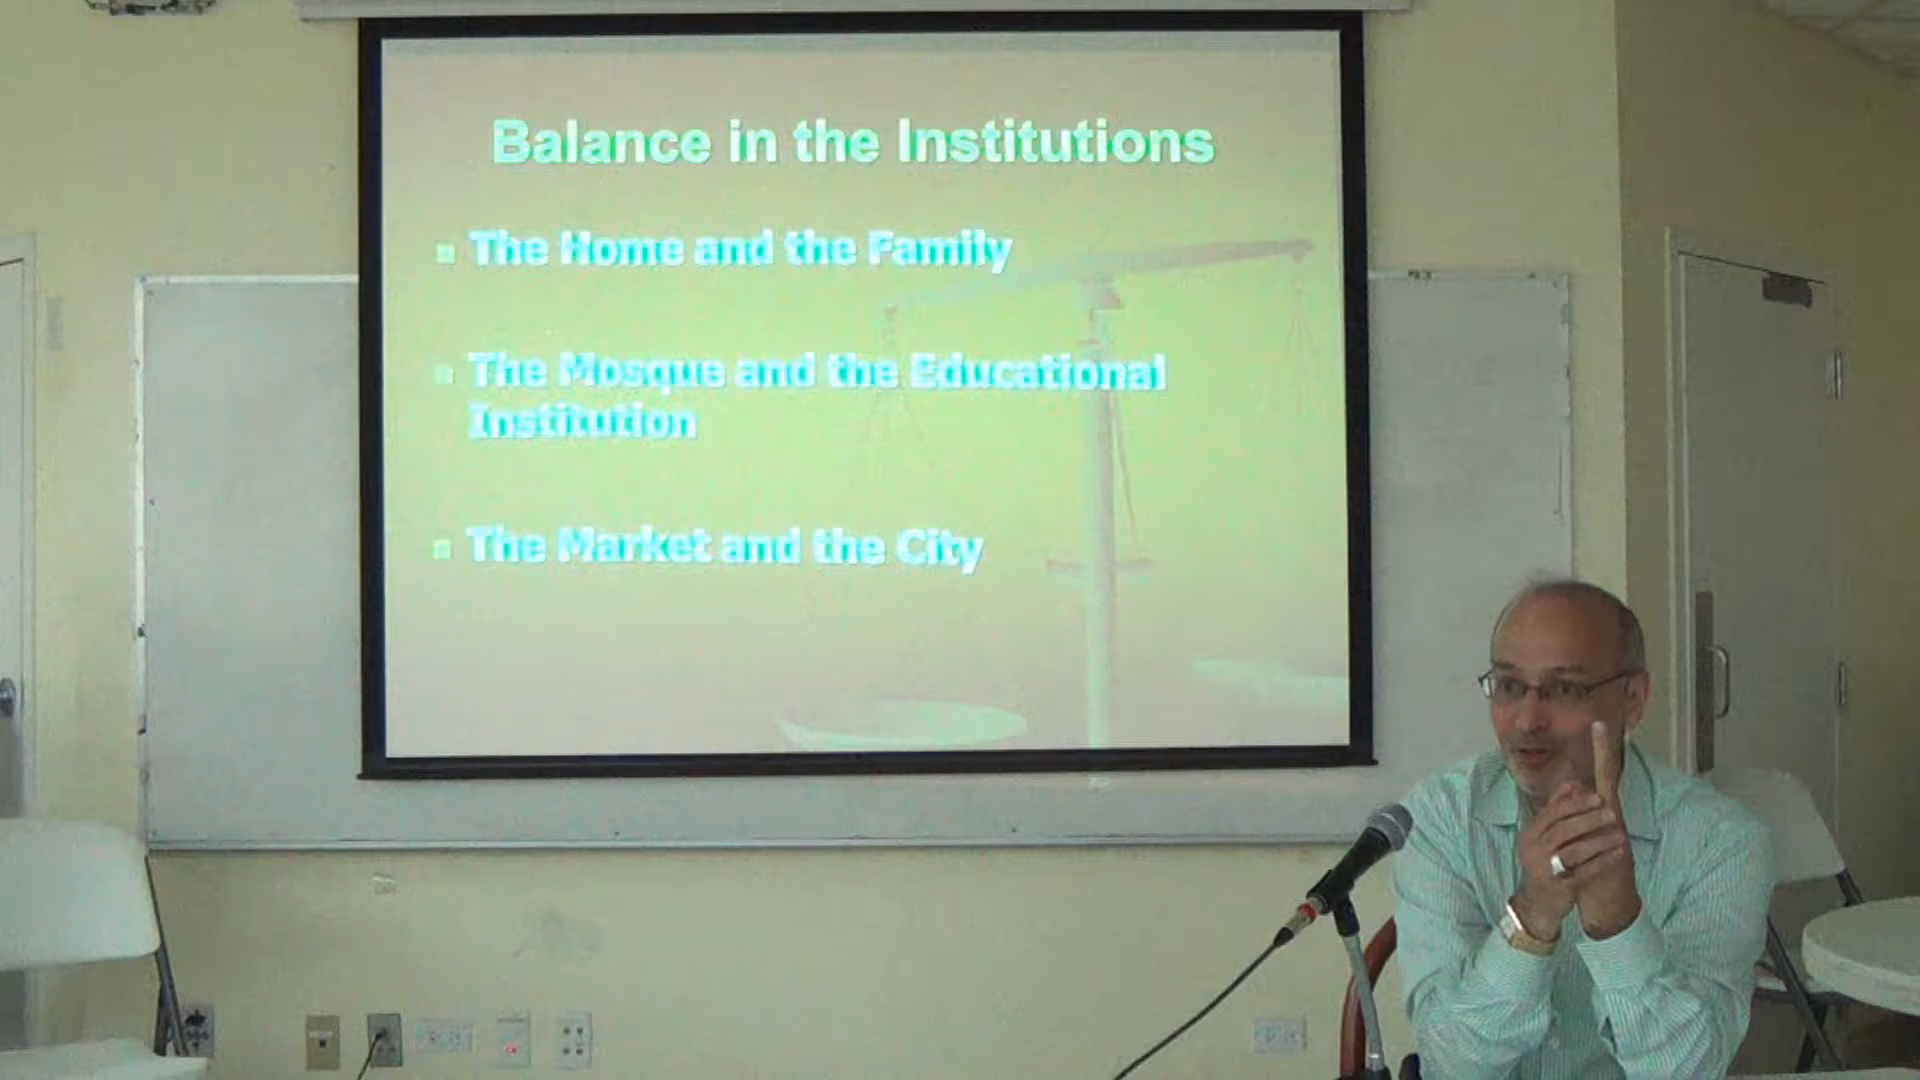 Balance in the Institutions
The Home and the Family
The Mosque and the Educational
Institution
The Market and the City